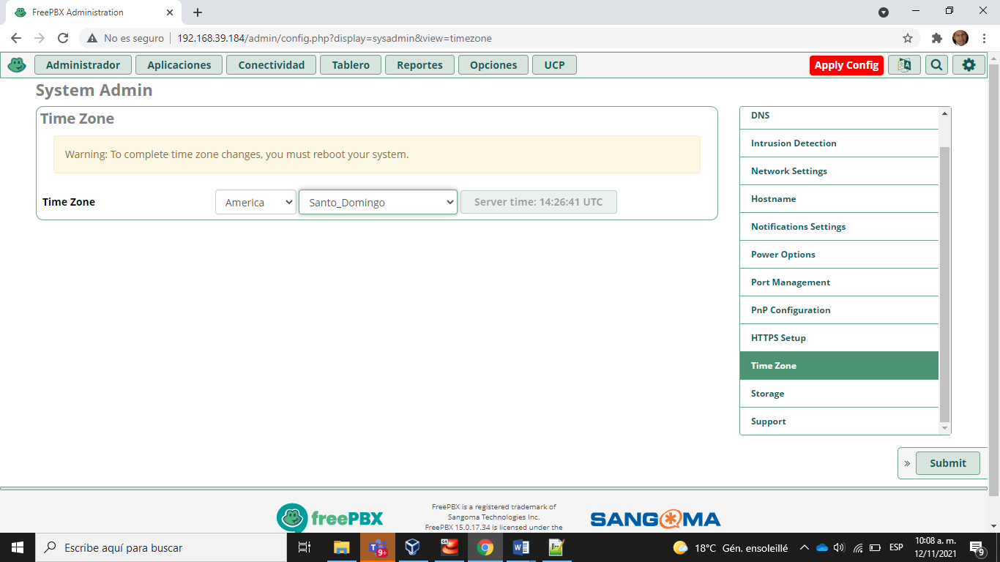 FreePBX Administration
No es seguro
192.168.39.184/admin/config.php?display=sysadmin&view=timezone
Administrador
Aplicaciones
Conectividad
Tablero
Reportes
Opciones
UCP
Apply Config
System Admin
Time Zone
Warning: To complete time zone changes, you must reboot your system.
Time Zone
America
Santo_Domingo
Server time: 14:26:41 UTC
DNS
Intrusion Detection
Network Settings
Hostname
Notifications Settings
Power Options
Port Management
PnP Configuration
HTTPS Setup
Time Zone
Storage
Support
» Submit
freePBX
FreePBX is a registered trademark of
Sangoma Technologies Inc.
FreePBX 15.0.17.34 is licensed under the
SANGOMA
Escribe aquí para buscar
9+
18°C Gén. ensoleillé
ESP
10:08 a. m.
12/11/2021
9